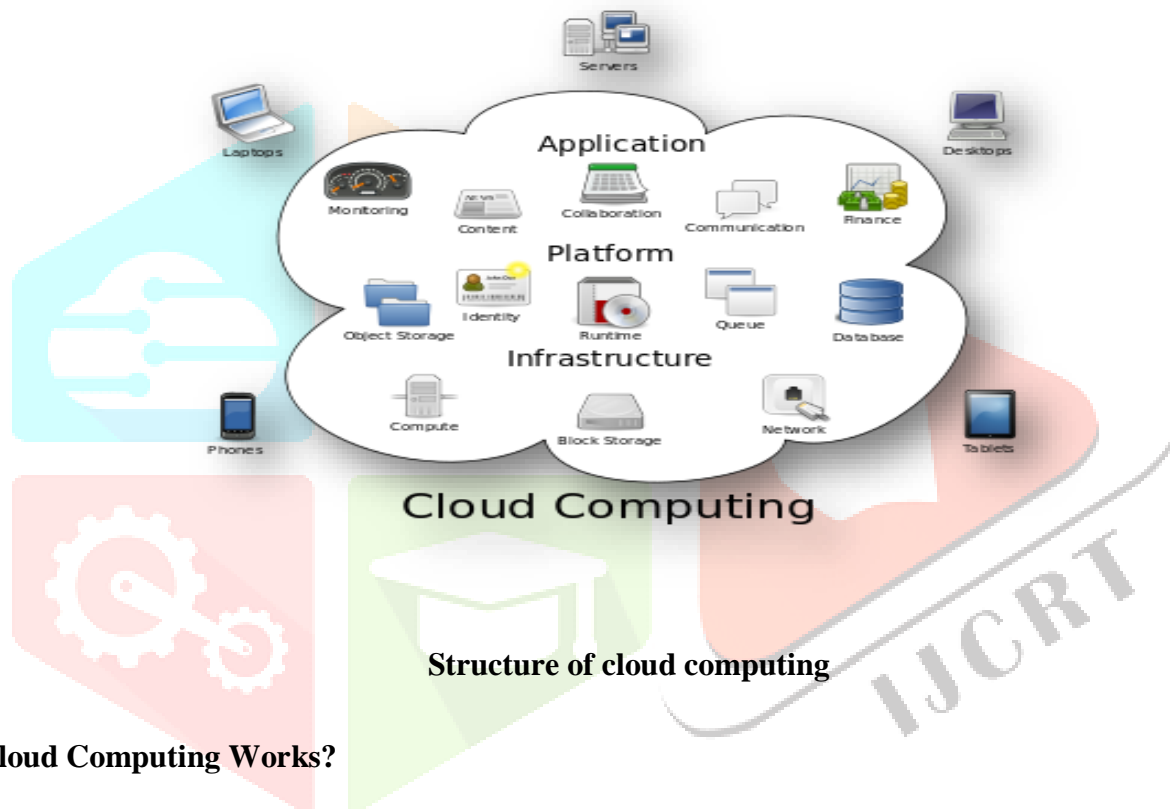 Servers
Laptops
Desktops
Application
Monitoring
Content
Collaboration
Communication
Finance
Platform
Object Storage
Identity
Runtime
Queue
Database
Infrastructure
Compute
Block Storage
Network
Phones
Tablets
Cloud Computing
IJCRT
Structure of cloud computing
loud Computing Works?